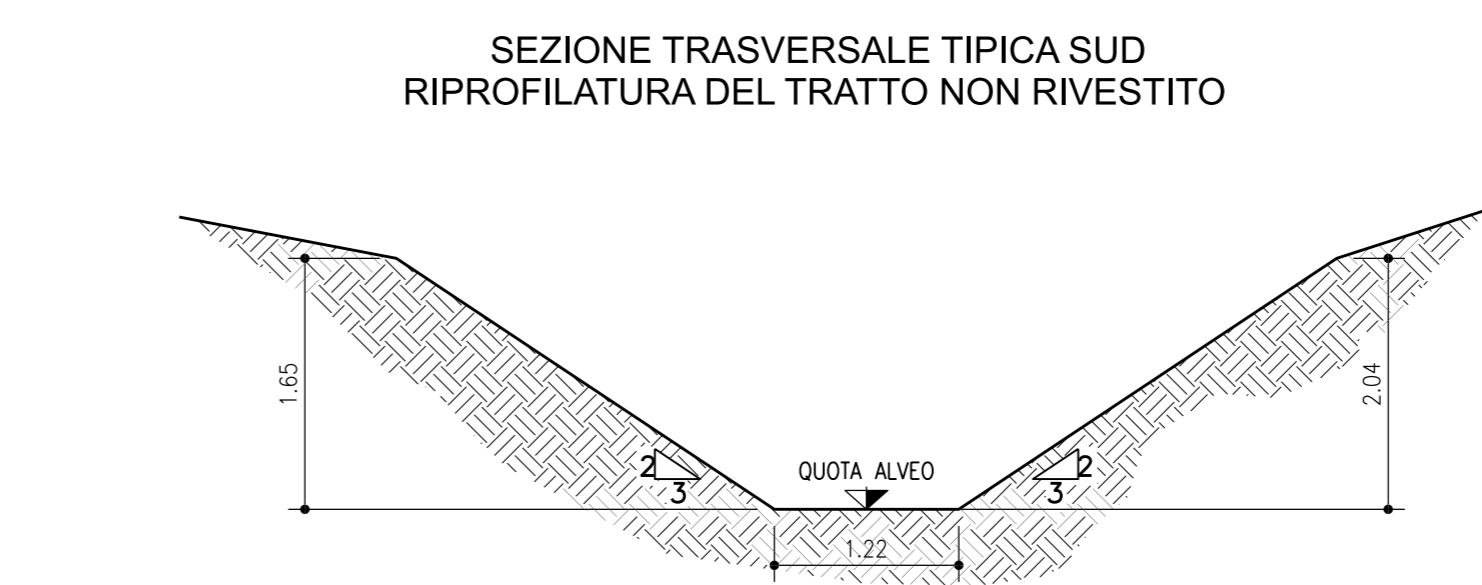 SEZIONE TRASVERSALE TIPICA SUD
RIPROFILATURA DEL TRATTO NON RIVESTITO
1.65
2.04
2
3
QUOTA ALVEO
2
3
1.22